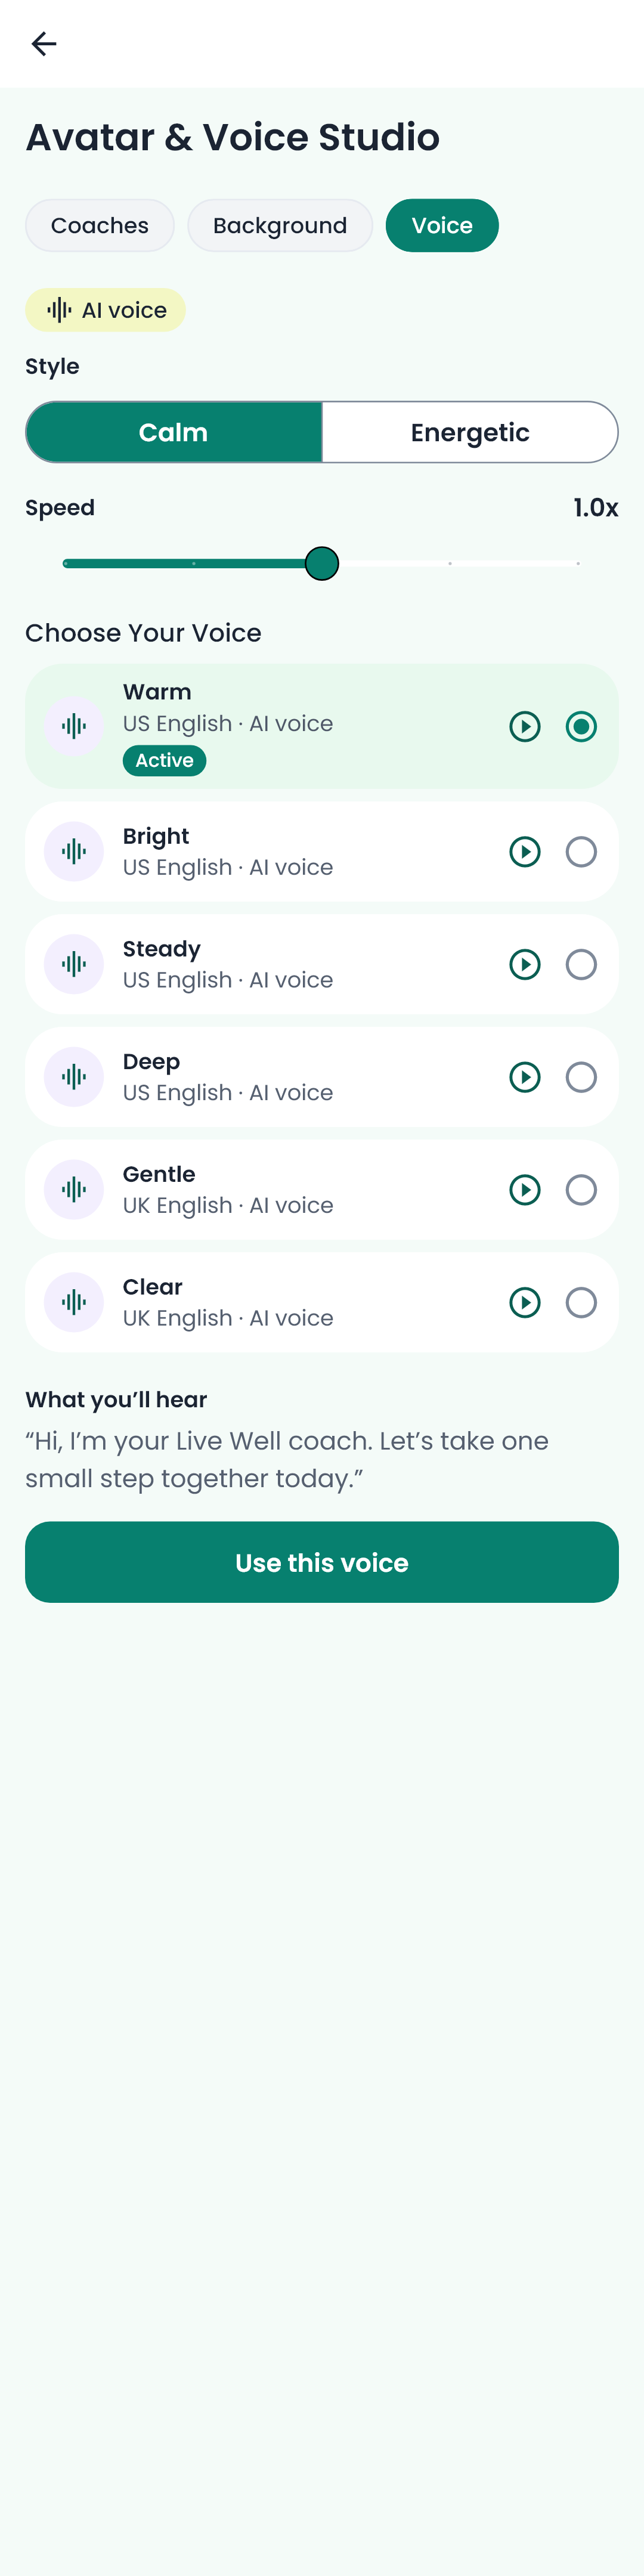 Avatar & Voice Studio
Coaches
Background
Voice
AI voice
Style
Calm
Energetic
Speed
1.0x
Choose Your Voice
Warm
US English · AI voice
Active
Bright
US English · AI voice
Steady
US English · AI voice
Deep
US English · AI voice
Gentle
UK English · AI voice
Clear
UK English · AI voice
What you’ll hear
“Hi, I’m your Live Well coach. Let’s take one
small step together today.”
Use this voice